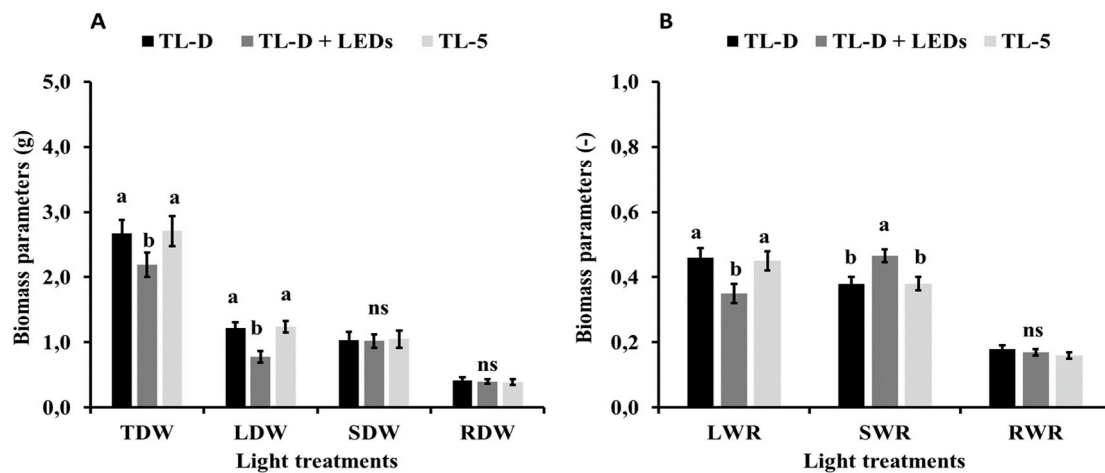 A
TL-D TL-D + LEDs TL-5
Biomass parameters (g)
5,0
4,0
3,0
2,0
1,0
0,0
a b a
a b a
ns
ns
TDW LDW SDW RDW
Light treatments
B
TL-D TL-D + LEDs TL-5
Biomass parameters (-)
1,0
0,8
0,6
0,4
0,2
0,0
a b a
b a b
ns
LWR SWR RWR
Light treatments